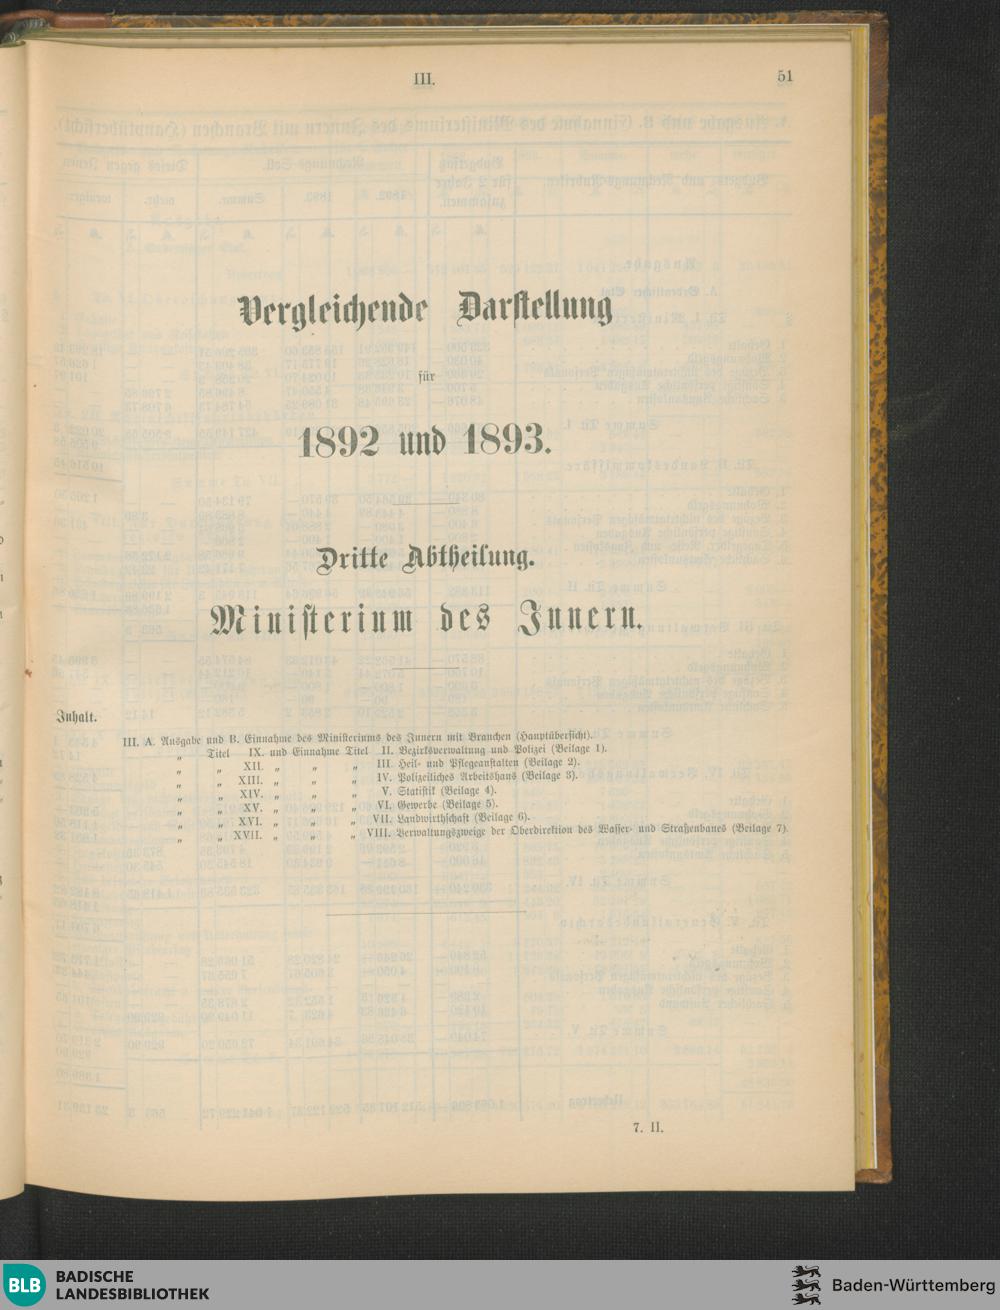 III.
51
Vergleichende Darstellung
für
1892 und 1893.
Dritte Abtheilung.
Ministerium des Innern.
Inhalt.
III. A. Ausgabe und B. Einnahme des Ministeriums des Innern mit Branchen (Hauptübersicht).
„ Titel IX. und Einnahme Titel II. Bezirksverwaltung und Polizei (Beilage 1).
„ „ XII. „ „ „ III. Heil- und Pflegeanstalten (Beilage 2).
„ „ XIII. „ „ „ IV. Polizeiliches Arbeitshaus (Beilage 3).
„ „ XIV. „ „ „ V. Statistik (Beilage 4).
„ „ XV. „ „ „ VI. Gewerbe (Beilage 5).
„ „ XVI. „ „ „ VII. Landwirthschaft (Beilage 6).
„ „ XVII. „ „ „ VIII. Verwaltungszweige der Oberdirektion des Wasser- und Straßenbaues (Beilage 7).
7. II.
BLB BADISCHE
LANDESBIBLIOTHEK
Baden-Württemberg